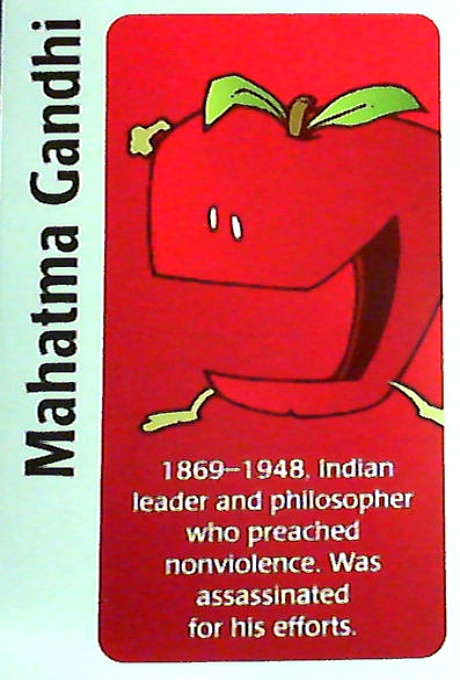 Mahatma Gandhi
1869–1948. Indian
leader and philosopher
who preached
nonviolence. Was
assassinated
for his efforts.